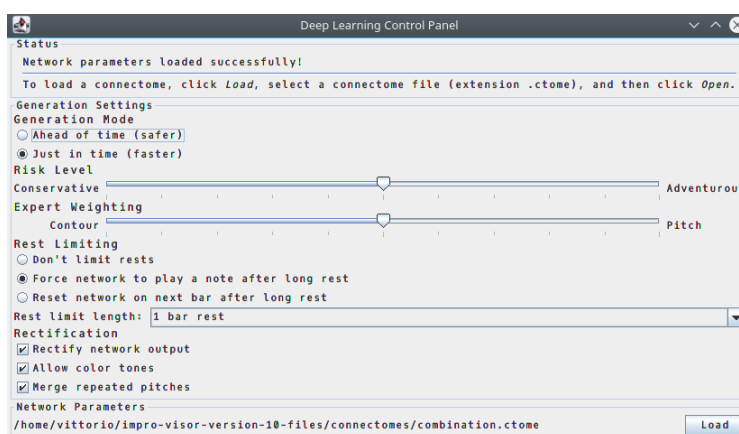 Deep Learning Control Panel
Status
Network parameters loaded successfully!
To load a connectome, click Load, select a connectome file (extension .ctome), and then click Open.
Generation Settings
Generation Mode
Ahead of time (safer)
Just in time (faster)
Risk Level
Conservative Adventurou
Expert Weighting
Contour Pitch
Rest Limiting
Don't limit rests
Force network to play a note after long rest
Reset network on next bar after long rest
Rest limit length: 1 bar rest
Rectification
Rectify network output
Allow color tones
Merge repeated pitches
Network Parameters
/home/vittorio/impro-visor-version-10-files/connectomes/combination.ctome Load